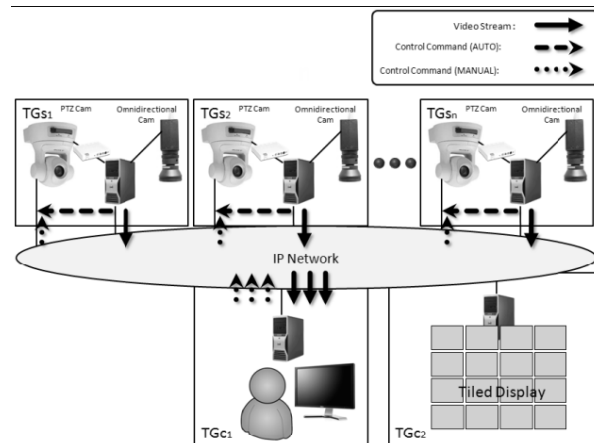 Video Stream :
Control Command (AUTO):
Control Command (MANUAL):
TGs1
PTZ Cam
Omnidirectional
Cam
TGs2
PTZ Cam
Omnidirectional
Cam
TGsn
PTZ Cam
Omnidirectional
Cam
IP Network
TGc1
Tiled Display
TGc2